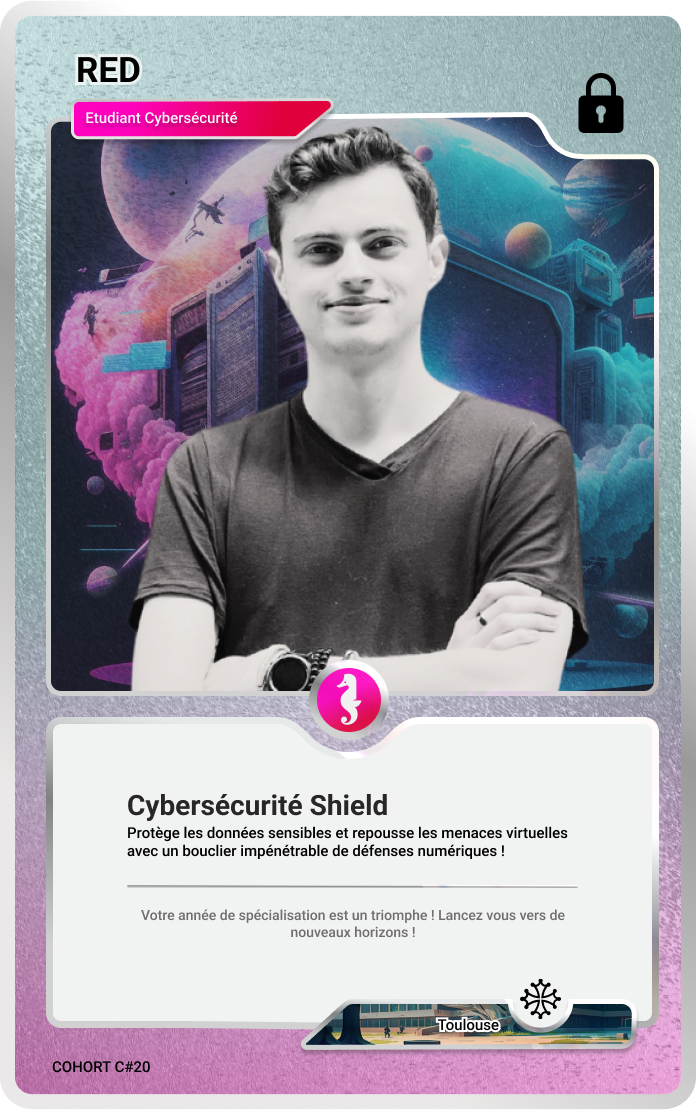 RED
Etudiant Cybersécurité
Cybersécurité Shield
Protège les données sensibles et repousse les menaces virtuelles
avec un bouclier impénétrable de défenses numériques !
Votre année de spécialisation est un triomphe ! Lancez vous vers de
nouveaux horizons !
Toulouse
COHORT C#20